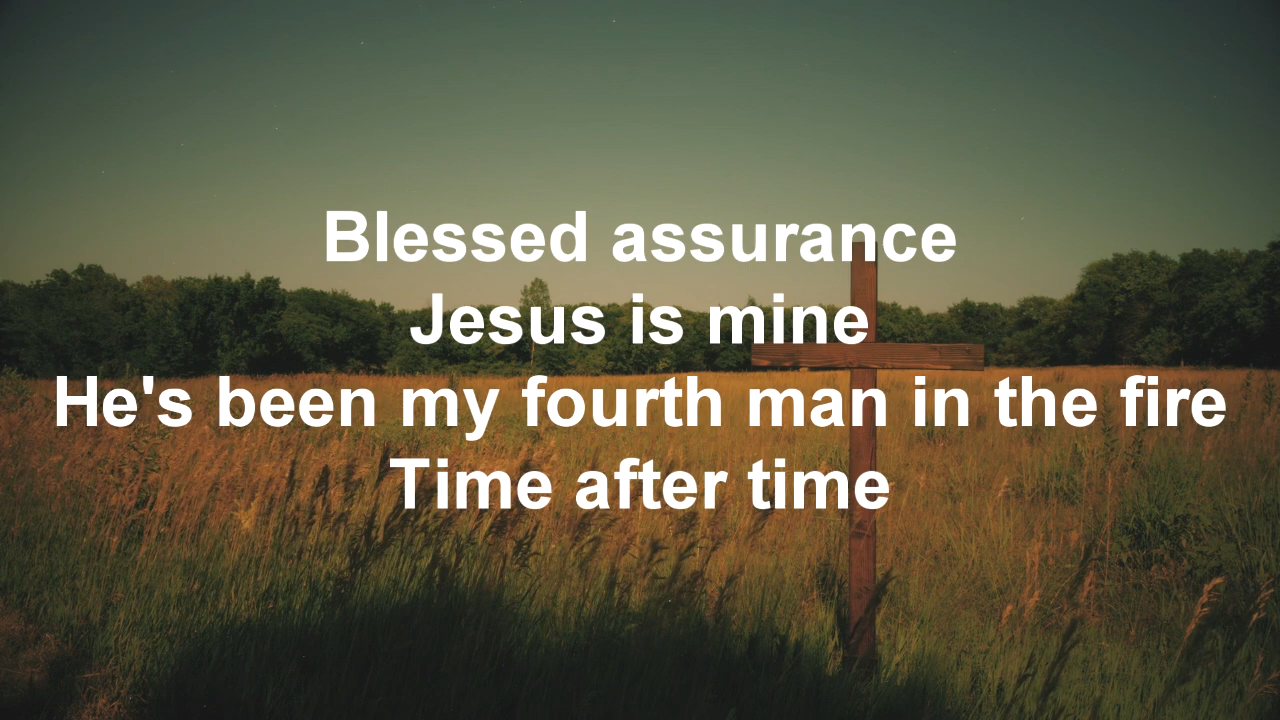 Blessed assurance
Jesus is mine
He's been my fourth man in the fire
Time after time